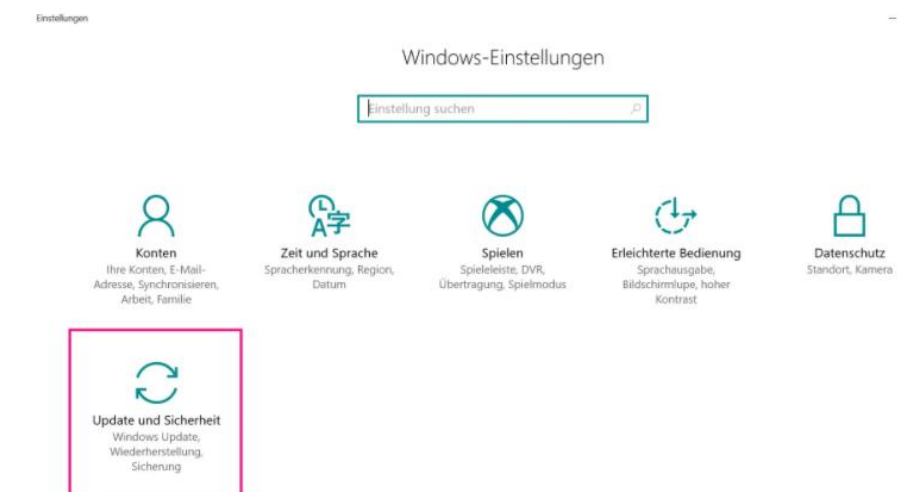 Einstellungen
Windows-Einstellungen
Einstellung suchen
Konten
Ihre Konten, E-Mail-
Adresse, Synchronisieren,
Arbeit, Familie
Zeit und Sprache
Spracherkennung, Region,
Datum
Spielen
Spieleleiste, DVR,
Übertragung, Spielmodus
Erleichterte Bedienung
Sprachausgabe,
Bildschirmlupe, hoher
Kontrast
Datenschutz
Standort, Kamera
Update und Sicherheit
Windows Update,
Wiederherstellung,
Sicherung